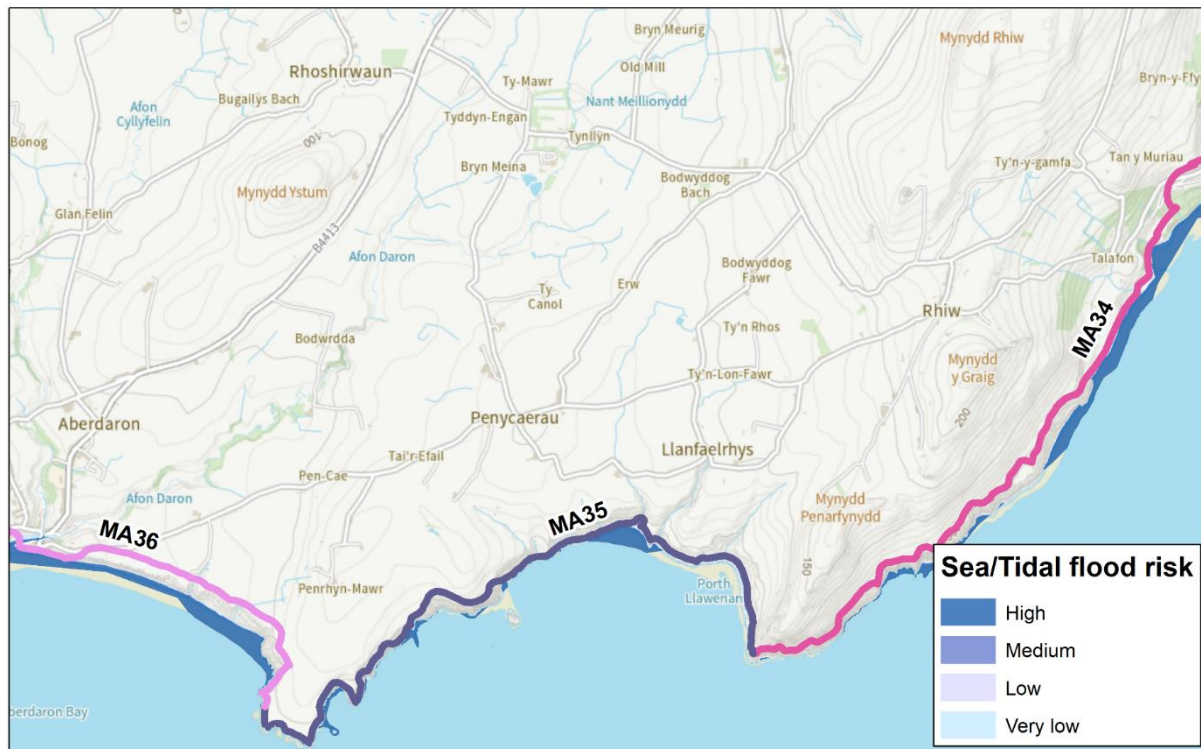 Bryn Meurig
Mynydd Rhiw
Rhoshirwaun
Old Mill
Ty-Mawr
Bryn-y-Ffy
Bugailys Bach
Nant Meillionydd
Afon
Cyllyfelin
Tyddyn-Engan
Bonog
Tynllyn
100
Bryn Meina
Bodwyddog
Bach
Ty'n-y-gamfa
Tan y Muriau
Mynydd Ystum
Glan Felin
B4413
Afon Daron
Talafon
Bodwyddog
Fawr
Ty
Canol
Erw
Rhiw
MA34
Ty'n Rhos
Bodwrdda
Mynydd
y Graig
Ty'n-Lon-Fawr
200
Aberdaron
Penycaerau
Llanfaelrhys
Tai'r-Efail
Pen-Cae
Afon Daron
Mynydd
Penarfynydd
MA35
MA36
150
Porth
Llawenan
Penrhyn-Mawr
berdaron Bay
Sea/Tidal flood risk
High
Medium
Low
Very low